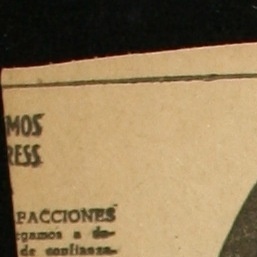 MOS
RESS
FACCIONES
egamos a do-
de confianza-